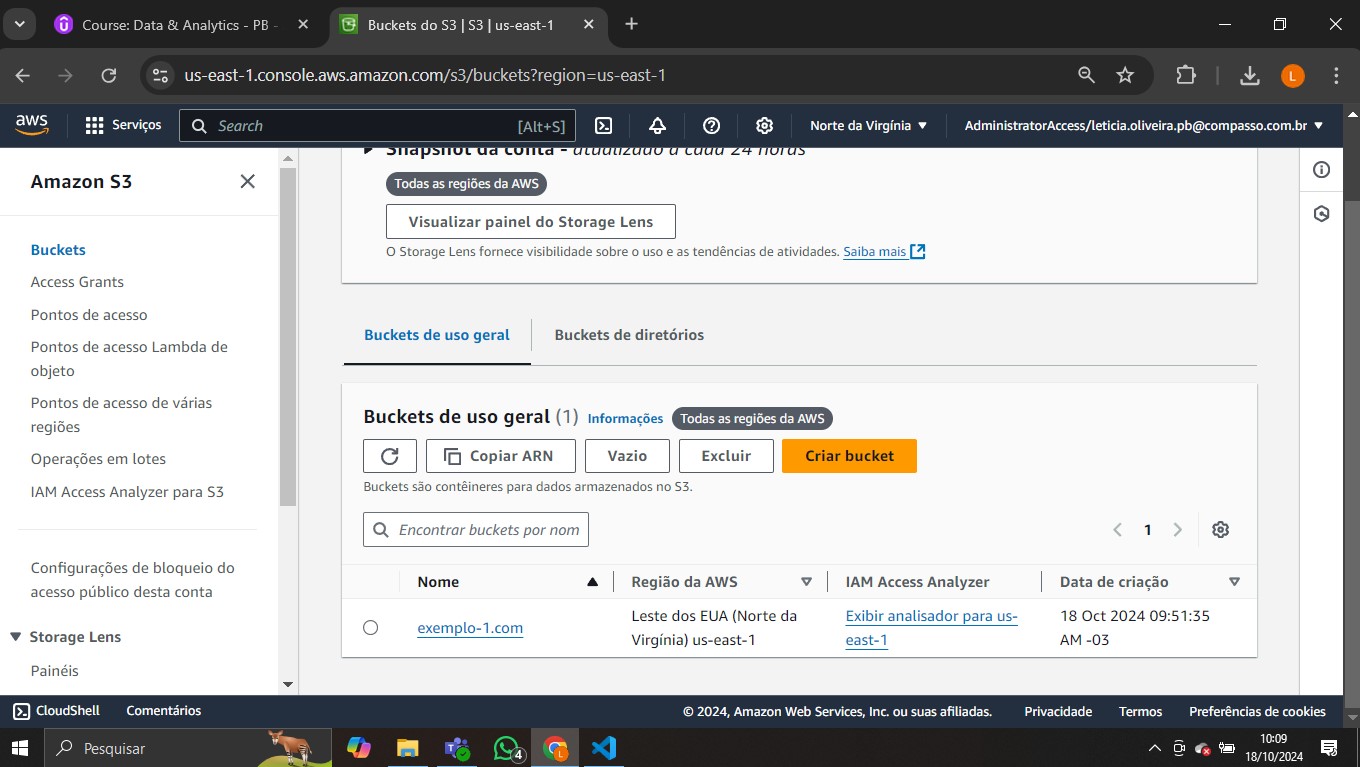 Course: Data & Analytics - PB -
Buckets do S3 | S3 | us-east-1
us-east-1.console.aws.amazon.com/s3/buckets?region=us-east-1
L
aws
Serviços
Search
[Alt+S]
Norte da Virgínia
AdministratorAccess/leticia.oliveira.pb@compasso.com.br
Amazon S3
Buckets
Access Grants
Pontos de acesso
Pontos de acesso Lambda de
objeto
Pontos de acesso de várias
regiões
Operações em lotes
IAM Access Analyzer para S3
Configurações de bloqueio do
acesso público desta conta
Storage Lens
Painéis
Snapshot da conta - atualizado a cada 24 horas
Todas as regiões da AWS
Visualizar painel do Storage Lens
O Storage Lens fornece visibilidade sobre o uso e as tendências de atividades. Saiba mais
Buckets de uso geral
Buckets de diretórios
Buckets de uso geral (1) Informações Todas as regiões da AWS
Copiar ARN
Vazio
Excluir
Criar bucket
Buckets são contêineres para dados armazenados no S3.
Encontrar buckets por nom
1
Nome
Região da AWS
IAM Access Analyzer
Data de criação
exemplo-1.com
Leste dos EUA (Norte da
Virgínia) us-east-1
Exibir analisador para us-
east-1
18 Oct 2024 09:51:35
AM -03
CloudShell
Comentários
© 2024, Amazon Web Services, Inc. ou suas afiliadas.
Privacidade
Termos
Preferências de cookies
Pesquisar
4
L
10:09
18/10/2024